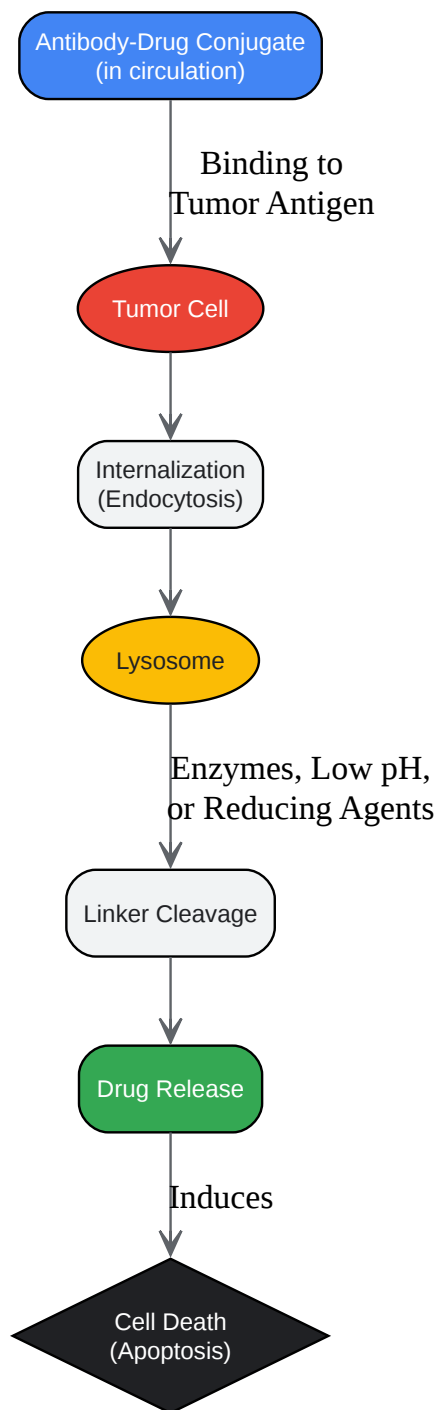 Antibody-Drug Conjugate
(in circulation)
Binding to
Tumor Antigen
Tumor Cell
Internalization
(Endocytosis)
Lysosome
Enzymes, Low pH,
or Reducing Agents
Linker Cleavage
Drug Release
Induces
Cell Death
(Apoptosis)